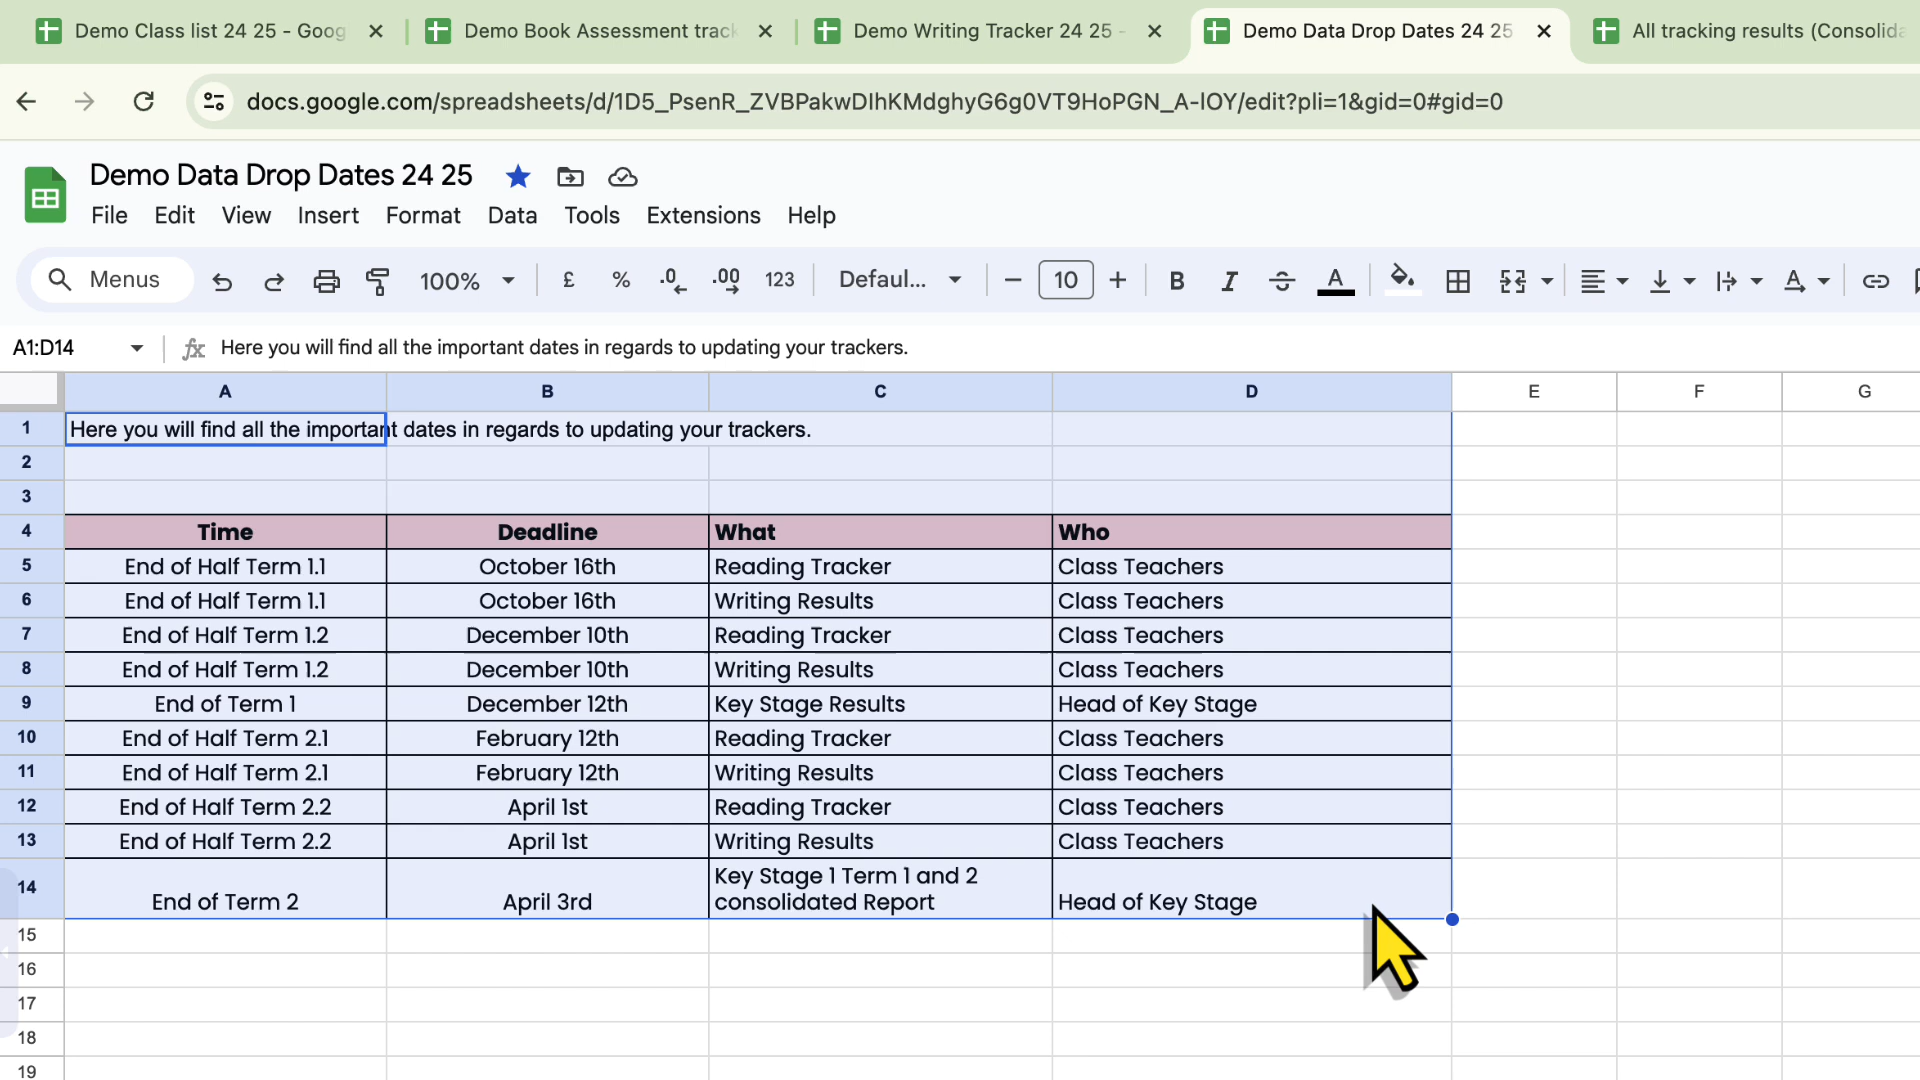 Demo Class list 24 25 - Goog
Demo Book Assessment track
Demo Writing Tracker 24 25 -
Demo Data Drop Dates 24 25
All tracking results (Consolida
docs.google.com/spreadsheets/d/1D5_PsenR_ZVBPakwDIhKMdghyG6g0VT9HoPGN_A-IOY/edit?pli=1&gid=0#gid=0
Demo Data Drop Dates 24 25
File Edit View Insert Format Data Tools Extensions Help
Menus 100% £ % .0 .00 123 Defaul... 10 B I S A
A1:D14 fx Here you will find all the important dates in regards to updating your trackers.
A B C D E F G
1 Here you will find all the important dates in regards to updating your trackers.
2
3
4 Time Deadline What Who
5 End of Half Term 1.1 October 16th Reading Tracker Class Teachers
6 End of Half Term 1.1 October 16th Writing Results Class Teachers
7 End of Half Term 1.2 December 10th Reading Tracker Class Teachers
8 End of Half Term 1.2 December 10th Writing Results Class Teachers
9 End of Term 1 December 12th Key Stage Results Head of Key Stage
10 End of Half Term 2.1 February 12th Reading Tracker Class Teachers
11 End of Half Term 2.1 February 12th Writing Results Class Teachers
12 End of Half Term 2.2 April 1st Reading Tracker Class Teachers
13 End of Half Term 2.2 April 1st Writing Results Class Teachers
14 End of Term 2 April 3rd Key Stage 1 Term 1 and 2
consolidated Report Head of Key Stage
15
16
17
18
19